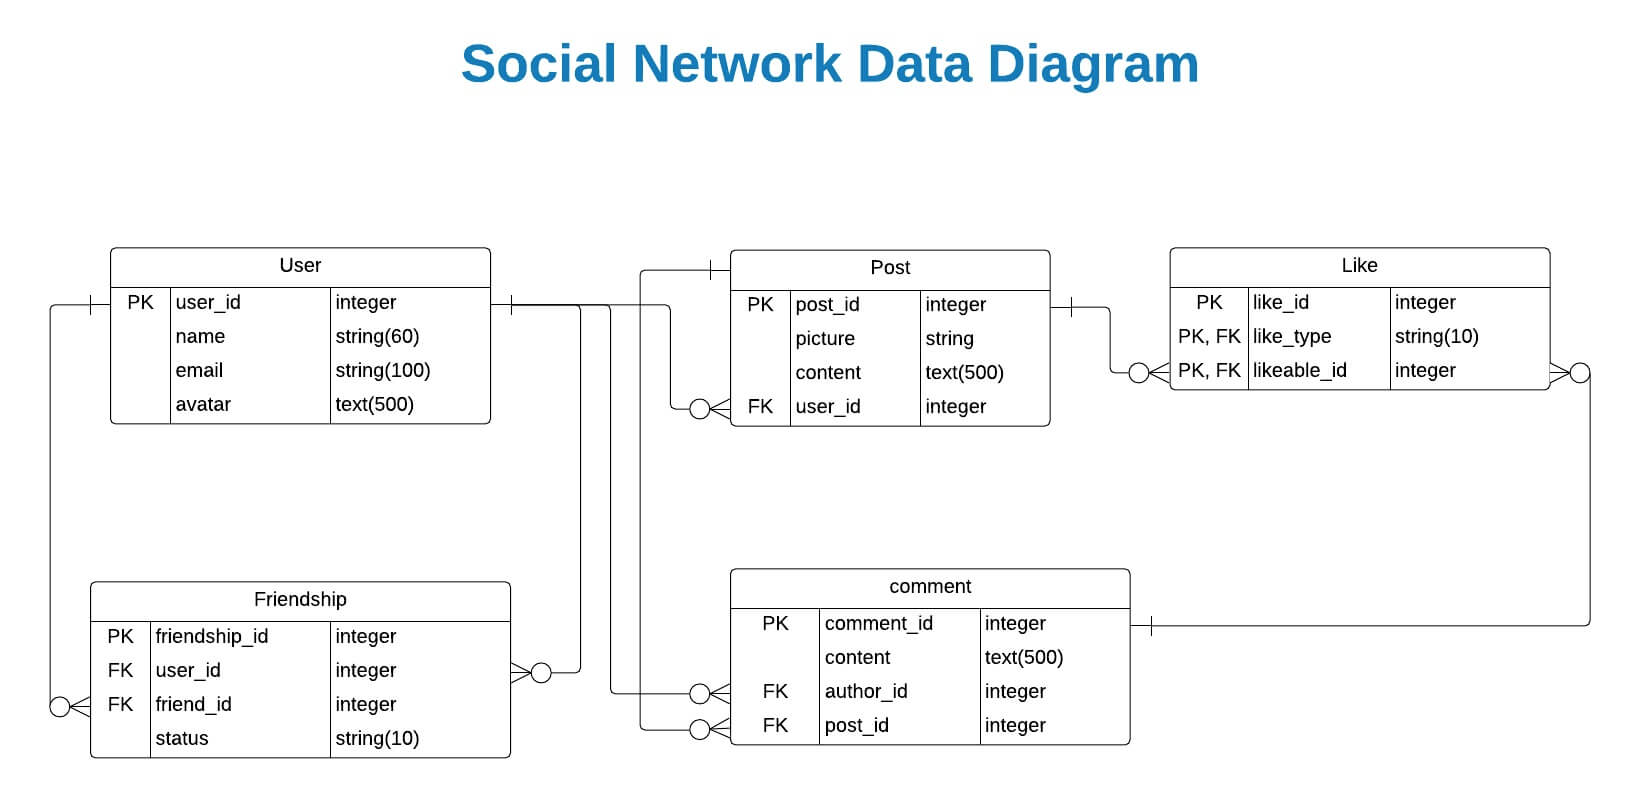 Social Network Data Diagram
User
PK user_id integer
name string(60)
email string(100)
avatar text(500)
Post
PK post_id integer
picture string
content text(500)
FK user_id integer
Like
PK like_id integer
PK, FK like_type string(10)
PK, FK likeable_id integer
Friendship
PK friendship_id integer
FK user_id integer
FK friend_id integer
status string(10)
comment
PK comment_id integer
content text(500)
FK author_id integer
FK post_id integer